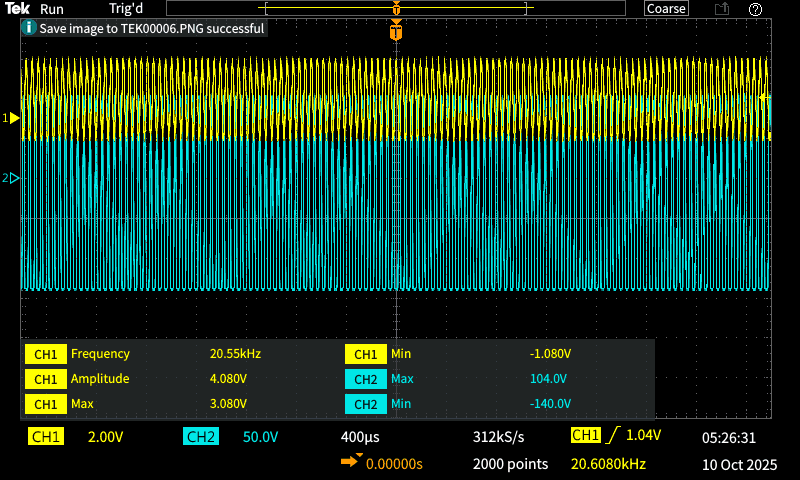 Tek Run Trig'd T Coarse ?
i Save image to TEK00006.PNG successful
T
1
2
CH1 Frequency 20.55kHz CH1 Min -1.080V
CH1 Amplitude 4.080V CH2 Max 104.0V
CH1 Max 3.080V CH2 Min -140.0V
CH1 2.00V CH2 50.0V 400µs 312kS/s CH1 1.04V 05:26:31
0.00000s 2000 points 20.6080kHz 10 Oct 2025